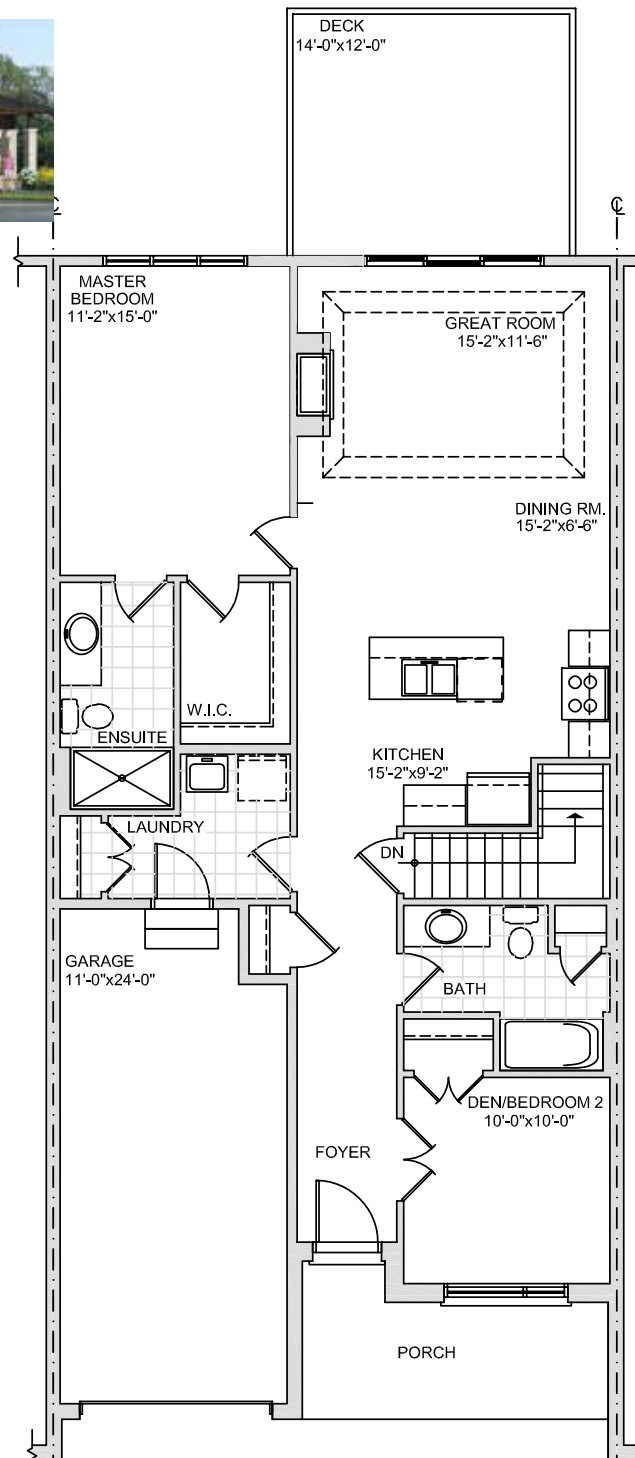 DECK
14'-0"x12'-0"
℄
℄
MASTER
BEDROOM
11'-2"x15'-0"
GREAT ROOM
15'-2"x11'-6"
DINING RM.
15'-2"x6'-6"
W.I.C.
ENSUITE
KITCHEN
15'-2"x9'-2"
LAUNDRY
DN
GARAGE
11'-0"x24'-0"
BATH
DEN/BEDROOM 2
10'-0"x10'-0"
FOYER
PORCH